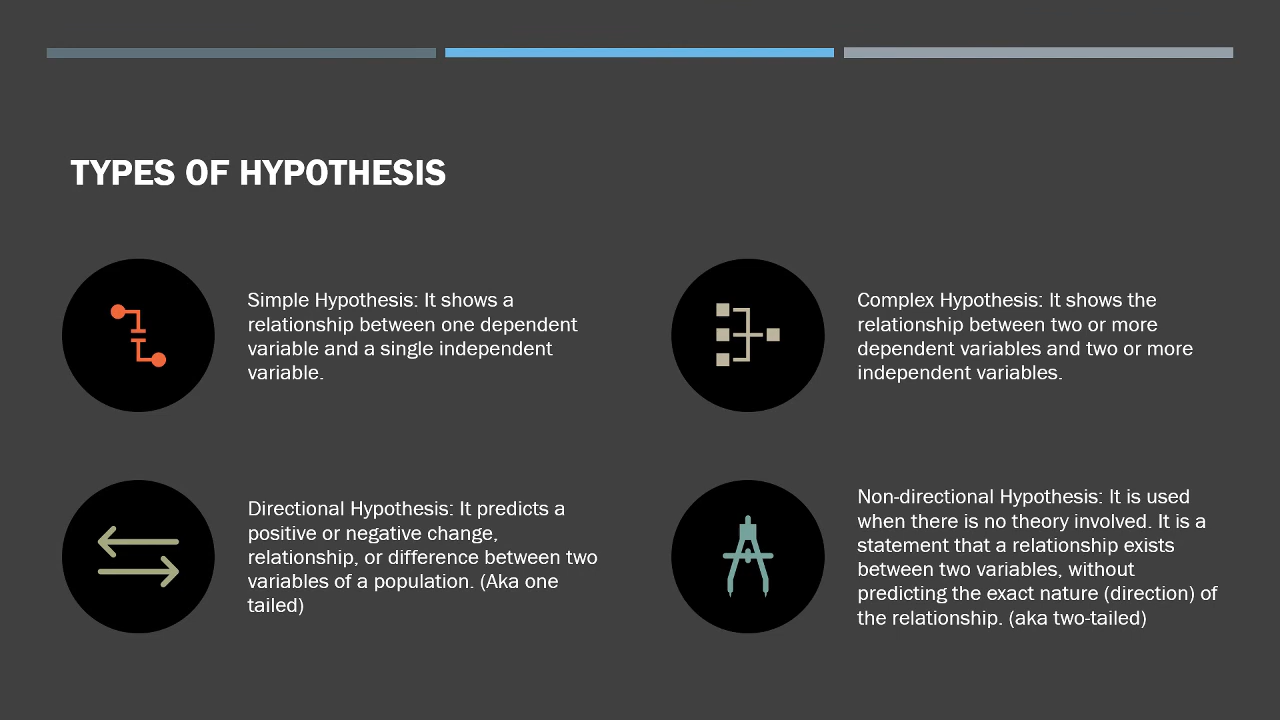 TYPES OF HYPOTHESIS
Simple Hypothesis: It shows a
relationship between one dependent
variable and a single independent
variable.
Complex Hypothesis: It shows the
relationship between two or more
dependent variables and two or more
independent variables.
Directional Hypothesis: It predicts a
positive or negative change,
relationship, or difference between two
variables of a population. (Aka one
tailed)
Non-directional Hypothesis: It is used
when there is no theory involved. It is a
statement that a relationship exists
between two variables, without
predicting the exact nature (direction) of
the relationship. (aka two-tailed)